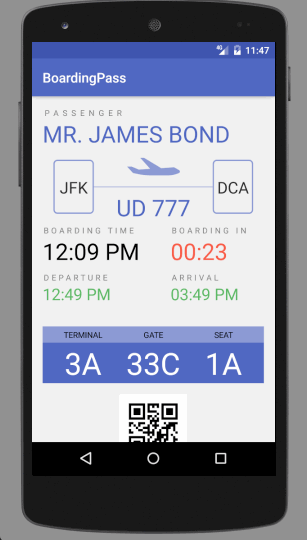 4G 11:47
BoardingPass
PASSENGER
MR. JAMES BOND
JFK DCA
UD 777
BOARDING TIME BOARDING IN
12:09 PM 00:23
DEPARTURE ARRIVAL
12:49 PM 03:49 PM
TERMINAL GATE SEAT
3A 33C 1A